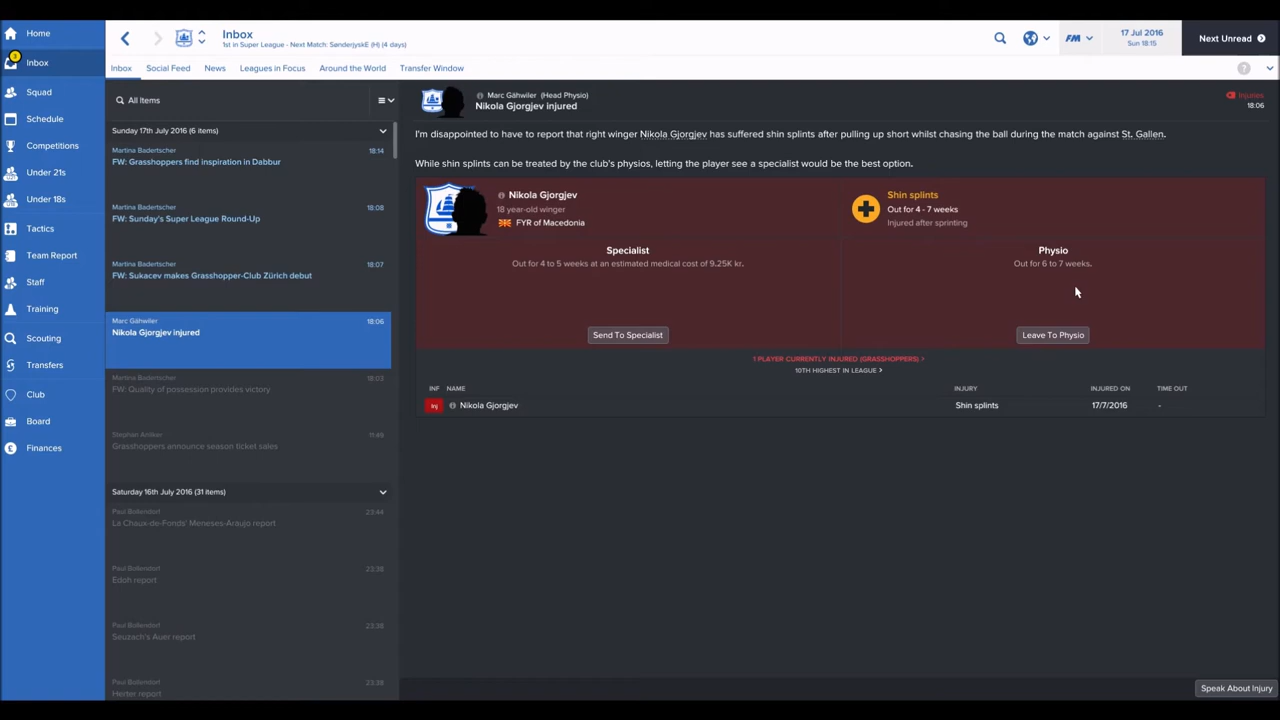 Home
Inbox
Squad
Schedule
Competitions
Under 21s
Under 18s
Tactics
Team Report
Staff
Training
Scouting
Transfers
Club
Board
Finances
Inbox
1st in Super League - Next Match: SønderjyskE (H) (4 days)
FM
17 Jul 2016
Sun 18:15
Next Unread
Inbox
Social Feed
News
Leagues in Focus
Around the World
Transfer Window
?
All Items
Sunday 17th July 2016 (6 items)
Martina Badertscher 18:14
FW: Grasshoppers find inspiration in Dabbur
Martina Badertscher 18:08
FW: Sunday's Super League Round-Up
Martina Badertscher 18:07
FW: Sukacev makes Grasshopper-Club Zürich debut
Marc Gähwiler 18:06
Nikola Gjorgjev injured
Martina Badertscher 18:03
FW: Quality of possession provides victory
Stephan Anliker 11:49
Grasshoppers announce season ticket sales
Saturday 16th July 2016 (31 items)
Paul Bollendorf 23:44
La Chaux-de-Fonds' Meneses-Araujo report
Paul Bollendorf 23:38
Edoh report
Paul Bollendorf 23:38
Seuzach's Auer report
Paul Bollendorf 23:38
Herter report
Marc Gähwiler (Head Physio)
Nikola Gjorgjev injured
Injuries
18:06
I'm disappointed to have to report that right winger Nikola Gjorgjev has suffered shin splints after pulling up short whilst chasing the ball during the match against St. Gallen.
While shin splints can be treated by the club's physios, letting the player see a specialist would be the best option.
Nikola Gjorgjev
18 year-old winger
FYR of Macedonia
Shin splints
Out for 4 - 7 weeks
Injured after sprinting
Specialist
Out for 4 to 5 weeks at an estimated medical cost of 9.25K kr.
Send To Specialist
Physio
Out for 6 to 7 weeks.
Leave To Physio
1 PLAYER CURRENTLY INJURED (GRASSHOPPERS) >
10TH HIGHEST IN LEAGUE >
INF NAME INJURY INJURED ON TIME OUT
Inj Nikola Gjorgjev Shin splints 17/7/2016 -
Speak About Injury